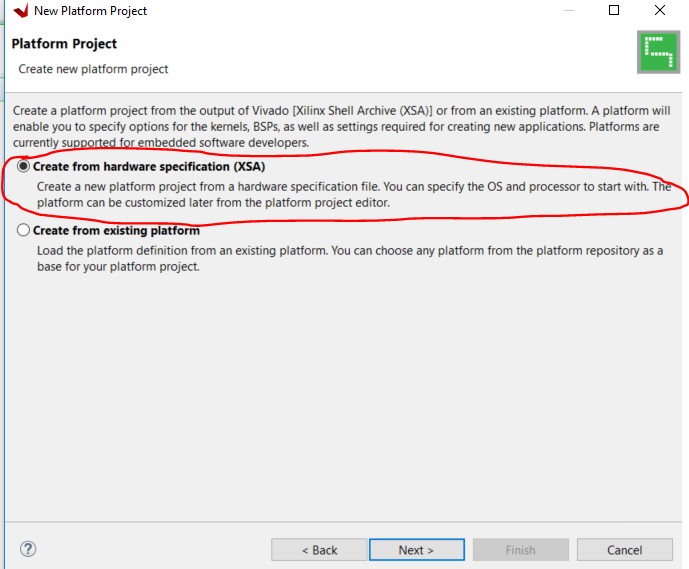 New Platform Project
Platform Project
Create new platform project
Create a platform project from the output of Vivado [Xilinx Shell Archive (XSA)] or from an existing platform. A platform will
enable you to specify options for the kernels, BSPs, as well as settings required for creating new applications. Platforms are
currently supported for embedded software developers.
Create from hardware specification (XSA)
Create a new platform project from a hardware specification file. You can specify the OS and processor to start with. The
platform can be customized later from the platform project editor.
Create from existing platform
Load the platform definition from an existing platform. You can choose any platform from the platform repository as a
base for your platform project.
? < Back Next > Finish Cancel